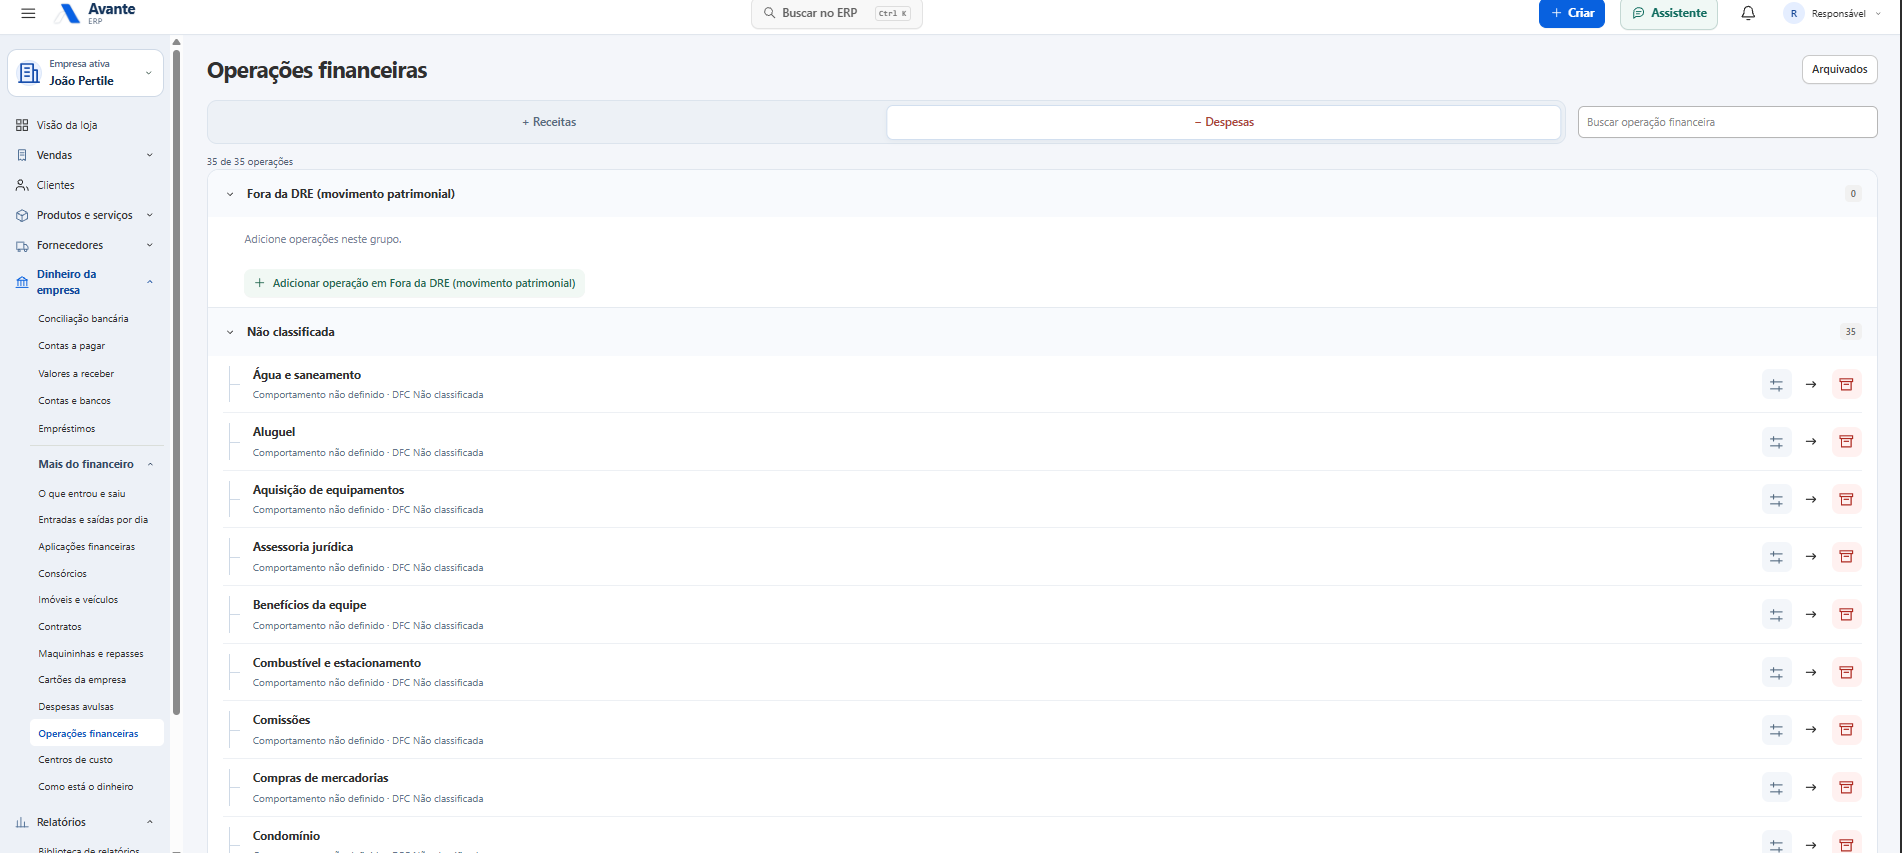 Avante
ERP
Buscar no ERP
Ctrl K
+ Criar
Assistente
R
Responsável
Empresa ativa
João Pertile
Visão da loja
Vendas
Clientes
Produtos e serviços
Fornecedores
Dinheiro da
empresa
Conciliação bancária
Contas a pagar
Valores a receber
Contas e bancos
Empréstimos
Mais do financeiro
O que entrou e saiu
Entradas e saídas por dia
Aplicações financeiras
Consórcios
Imóveis e veículos
Contratos
Maquininhas e repasses
Cartões da empresa
Despesas avulsas
Operações financeiras
Centros de custo
Como está o dinheiro
Relatórios
Biblioteca de relatórios
Operações financeiras
Arquivados
+ Receitas
− Despesas
Buscar operação financeira
35 de 35 operações
Fora da DRE (movimento patrimonial)
0
Adicione operações neste grupo.
+ Adicionar operação em Fora da DRE (movimento patrimonial)
Não classificada
35
Água e saneamento
Comportamento não definido · DFC Não classificada
Aluguel
Comportamento não definido · DFC Não classificada
Aquisição de equipamentos
Comportamento não definido · DFC Não classificada
Assessoria jurídica
Comportamento não definido · DFC Não classificada
Benefícios da equipe
Comportamento não definido · DFC Não classificada
Combustível e estacionamento
Comportamento não definido · DFC Não classificada
Comissões
Comportamento não definido · DFC Não classificada
Compras de mercadorias
Comportamento não definido · DFC Não classificada
Condomínio